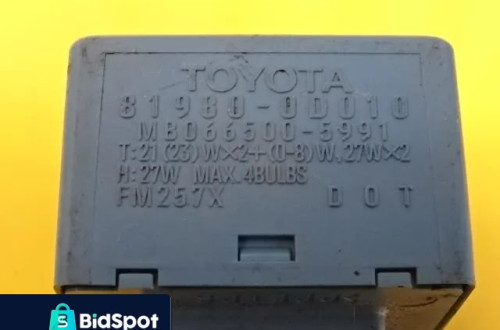 TOYOTA
81980-0D010
MB066500-5991
T: 21 (23) W×2+(0-8) W, 27W×2
H: 27W MAX. 4BULBS
FM257X DOT
S BidSpot